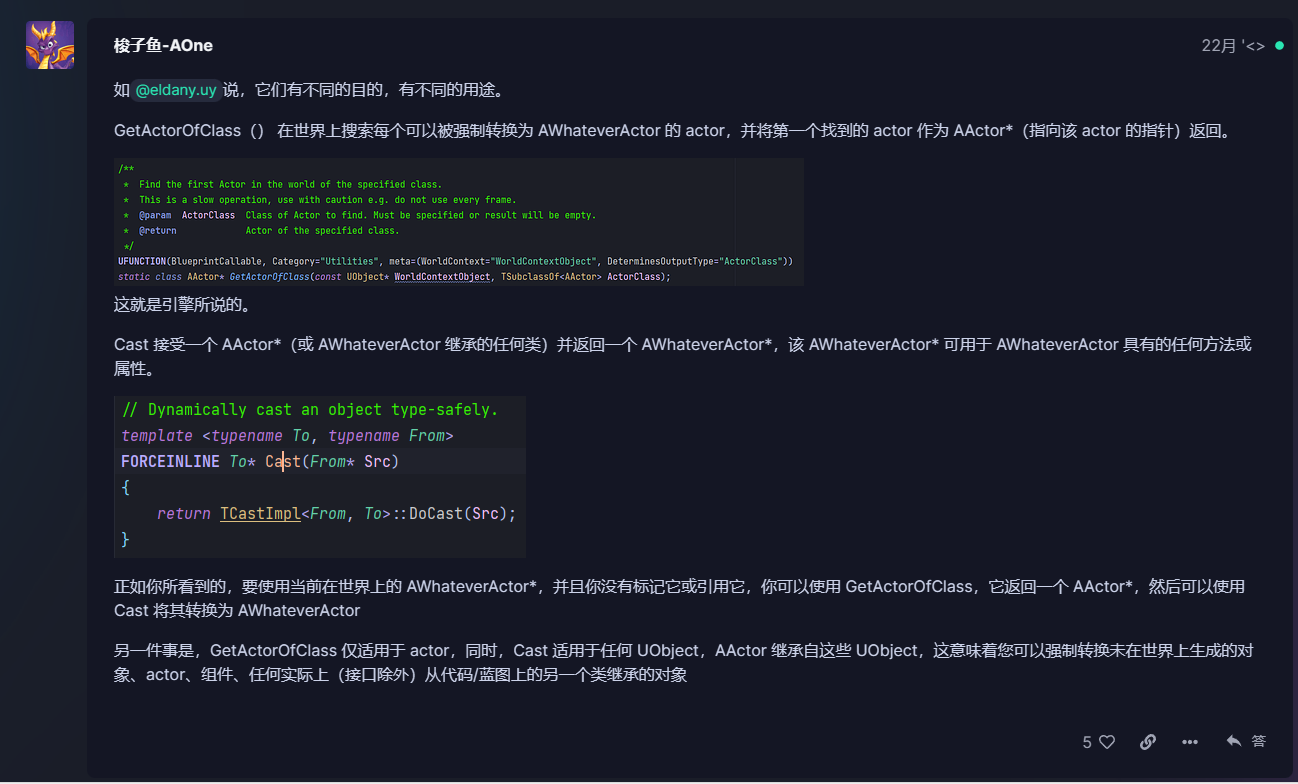 梭子鱼-AOne
22月 '<>
如 @eldany.uy 说，它们有不同的目的，有不同的用途。
GetActorOfClass（） 在世界上搜索每个可以被强制转换为 AWhateverActor 的 actor，并将第一个找到的 actor 作为 AActor*（指向该 actor 的指针）返回。
/**
* Find the first Actor in the world of the specified class.
* This is a slow operation, use with caution e.g. do not use every frame.
* @param ActorClass Class of Actor to find. Must be specified or result will be empty.
* @return Actor of the specified class.
*/
UFUNCTION(BlueprintCallable, Category="Utilities", meta=(WorldContext="WorldContextObject", DeterminesOutputType="ActorClass"))
static class AActor* GetActorOfClass(const UObject* WorldContextObject, TSubclassOf<AActor> ActorClass);
这就是引擎所说的。
Cast 接受一个 AActor*（或 AWhateverActor 继承的任何类）并返回一个 AWhateverActor*，该 AWhateverActor* 可用于 AWhateverActor 具有的任何方法或
属性。
// Dynamically cast an object type-safely.
template <typename To, typename From>
FORCEINLINE To* Cast(From* Src)
{
return TCastImpl<From, To>::DoCast(Src);
}
正如你所看到的，要使用当前在世界上的 AWhateverActor*，并且你没有标记它或引用它，你可以使用 GetActorOfClass，它返回一个 AActor*，然后可以使用
Cast 将其转换为 AWhateverActor
另一件事是，GetActorOfClass 仅适用于 actor，同时，Cast 适用于任何 UObject，AActor 继承自这些 UObject，这意味着您可以强制转换未在世界上生成的对
象、actor、组件、任何实际上（接口除外）从代码/蓝图上的另一个类继承的对象
5
答